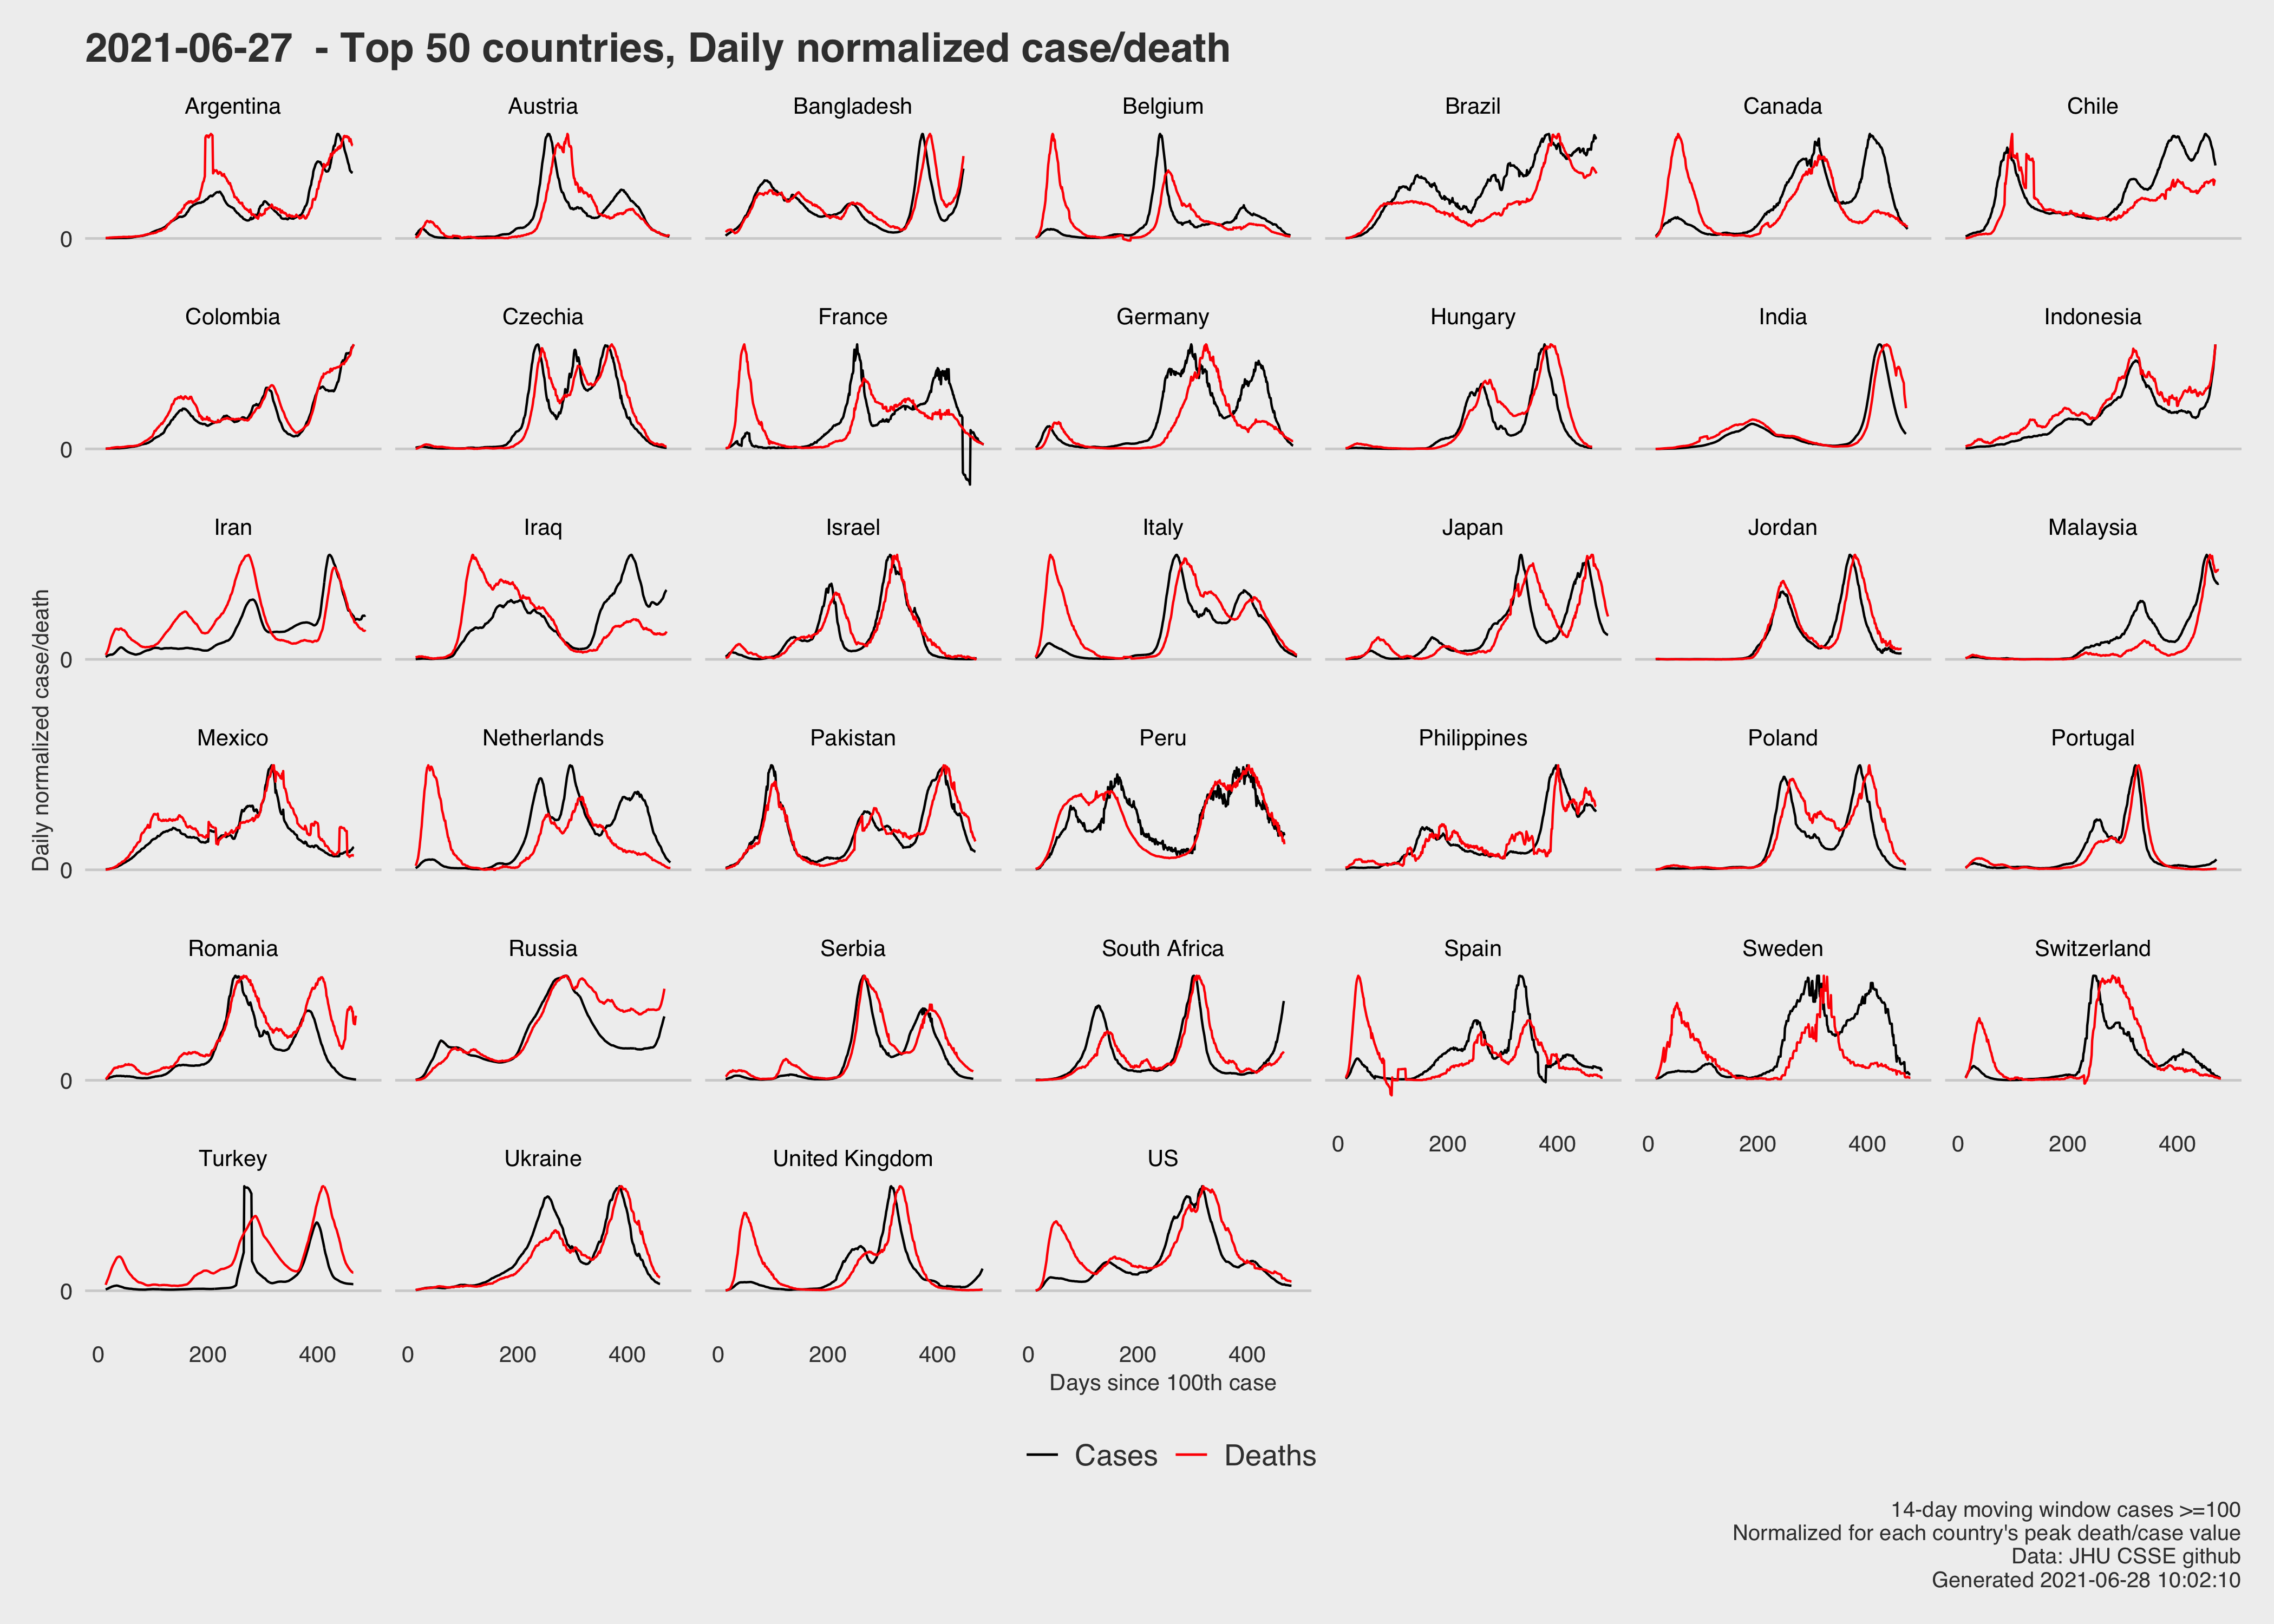 2021-06-27  - Top 50 countries, Daily normalized case/death
Argentina Austria Bangladesh Belgium Brazil Canada Chile
0
Colombia Czechia France Germany Hungary India Indonesia
0
Iran Iraq Israel Italy Japan Jordan Malaysia
0
Daily normalized case/death
Mexico Netherlands Pakistan Peru Philippines Poland Portugal
0
Romania Russia Serbia South Africa Spain Sweden Switzerland
0
0 200 400 0 200 400 0 200 400
Turkey Ukraine United Kingdom US
0
0 200 400 0 200 400 0 200 400 0 200 400
Days since 100th case
Cases Deaths
14-day moving window cases >=100
Normalized for each country's peak death/case value
Data: JHU CSSE github
Generated 2021-06-28 10:02:10